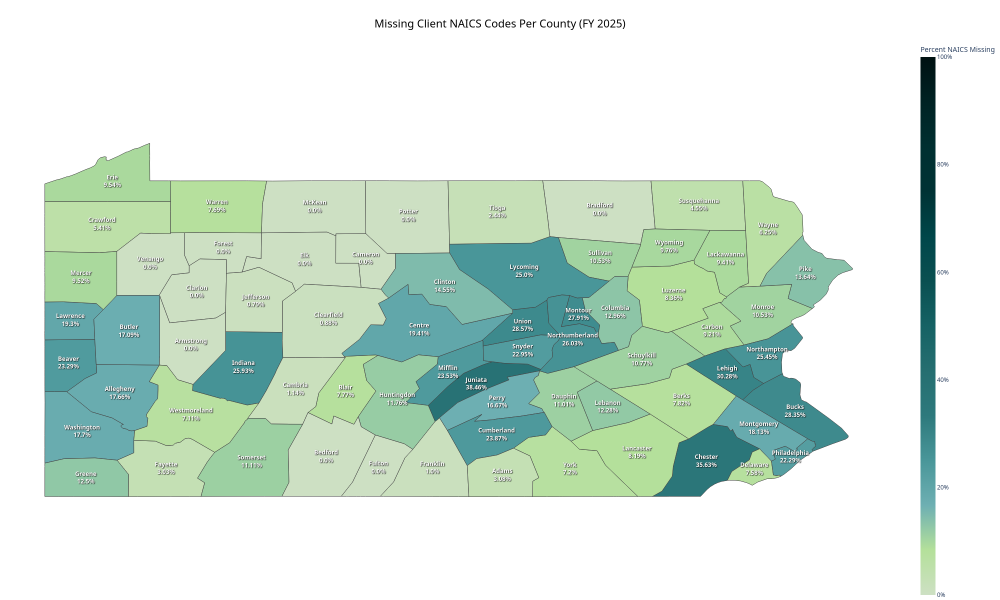 Missing Client NAICS Codes Per County (FY 2025)
Percent NAICS Missing
100%
80%
60%
40%
20%
0%
Erie
9.54%
Warren
7.69%
McKean
0.0%
Potter
0.0%
Tioga
2.44%
Bradford
0.0%
Susquehanna
4.55%
Wayne
6.25%
Crawford
5.41%
Forest
0.0%
Venango
0.0%
Elk
0.0%
Cameron
0.0%
Sullivan
10.53%
Wyoming
9.76%
Lackawanna
9.41%
Lycoming
25.0%
Pike
13.64%
Mercer
9.52%
Clarion
0.0%
Jefferson
0.79%
Clinton
14.55%
Luzerne
8.36%
Lawrence
19.3%
Butler
17.09%
Clearfield
0.88%
Centre
19.41%
Union
28.57%
Montour
27.91%
Columbia
12.96%
Monroe
10.53%
Carbon
9.21%
Armstrong
0.0%
Northumberland
26.03%
Snyder
22.95%
Northampton
25.45%
Beaver
23.29%
Indiana
25.93%
Mifflin
23.53%
Schuylkill
10.77%
Lehigh
30.28%
Allegheny
17.66%
Cambria
1.14%
Blair
7.77%
Huntingdon
11.76%
Juniata
38.46%
Perry
16.67%
Dauphin
11.01%
Lebanon
12.28%
Berks
7.82%
Bucks
28.35%
Westmoreland
7.11%
Washington
17.7%
Cumberland
23.87%
Montgomery
18.13%
Somerset
11.11%
Bedford
0.0%
Lancaster
8.19%
Chester
35.63%
Philadelphia
22.29%
Greene
12.5%
Fayette
3.03%
Fulton
0.0%
Franklin
1.0%
Adams
3.08%
York
7.2%
Delaware
7.58%